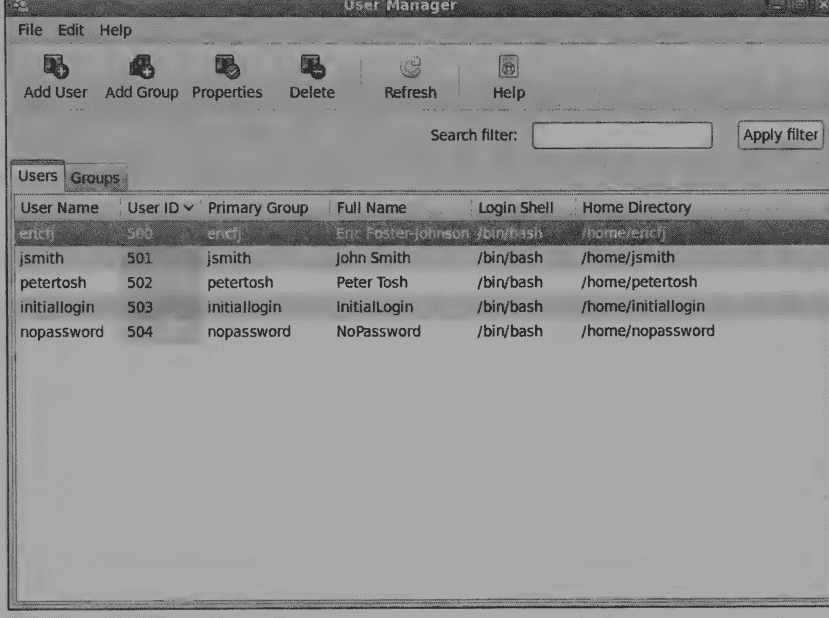 User Manager
File Edit Help
Add User Add Group Properties Delete Refresh Help
Search filter: Apply filter
Users Groups
User Name User ID Primary Group Full Name Login Shell Home Directory
ericfj 500 ericfj Eric Foster-Johnson /bin/bash /home/ericfj
jsmith 501 jsmith John Smith /bin/bash /home/jsmith
petertosh 502 petertosh Peter Tosh /bin/bash /home/petertosh
initiallogin 503 initiallogin InitialLogin /bin/bash /home/initiallogin
nopassword 504 nopassword NoPassword /bin/bash /home/nopassword